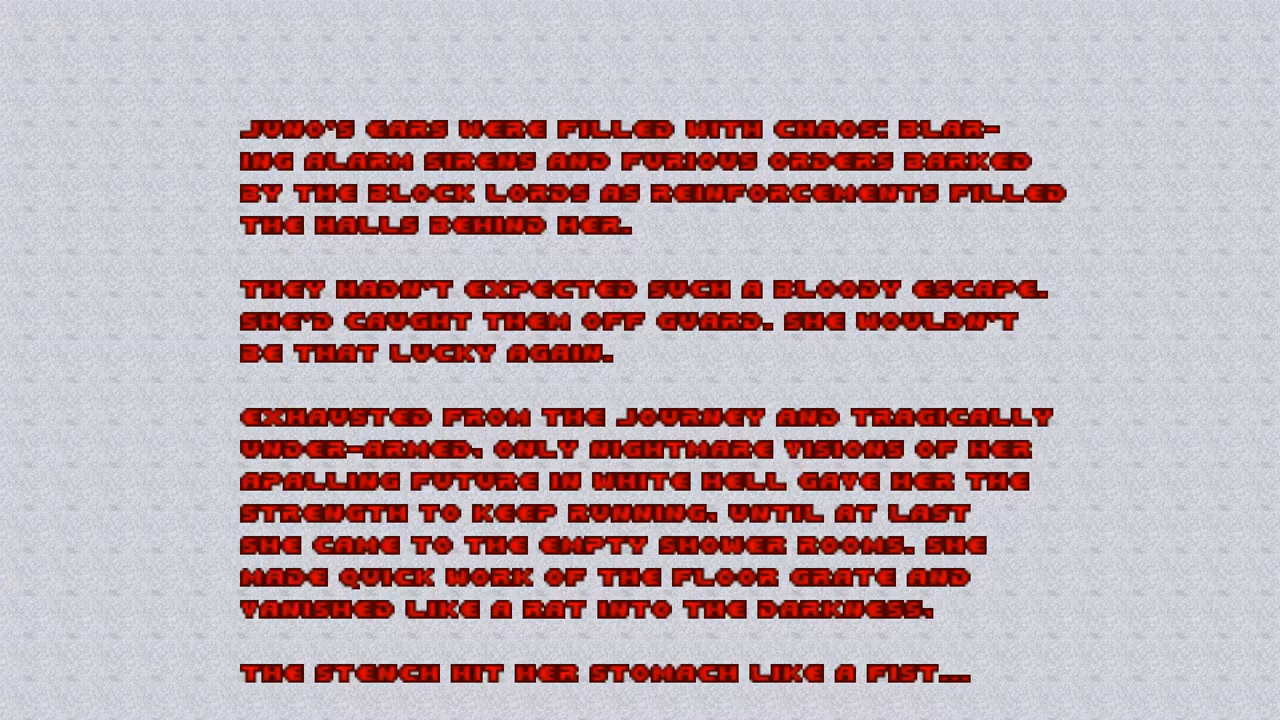 JUNO'S EARS WERE FILLED WITH CHAOS: BLAR-
ING ALARM SIRENS AND FURIOUS ORDERS BARKED
BY THE BLOCK LORDS AS REINFORCEMENTS FILLED
THE HALLS BEHIND HER.
THEY HADN'T EXPECTED SUCH A BLOODY ESCAPE.
SHE'D CAUGHT THEM OFF GUARD. SHE WOULDN'T
BE THAT LUCKY AGAIN.
EXHAUSTED FROM THE JOURNEY AND TRAGICALLY
UNDER-ARMED, ONLY NIGHTMARE VISIONS OF HER
APALLING FUTURE IN WHITE HELL GAVE HER THE
STRENGTH TO KEEP RUNNING, UNTIL AT LAST
SHE CAME TO THE EMPTY SHOWER ROOMS. SHE
MADE QUICK WORK OF THE FLOOR GRATE AND
VANISHED LIKE A RAT INTO THE DARKNESS,
THE STENCH HIT HER STOMACH LIKE A FIST...